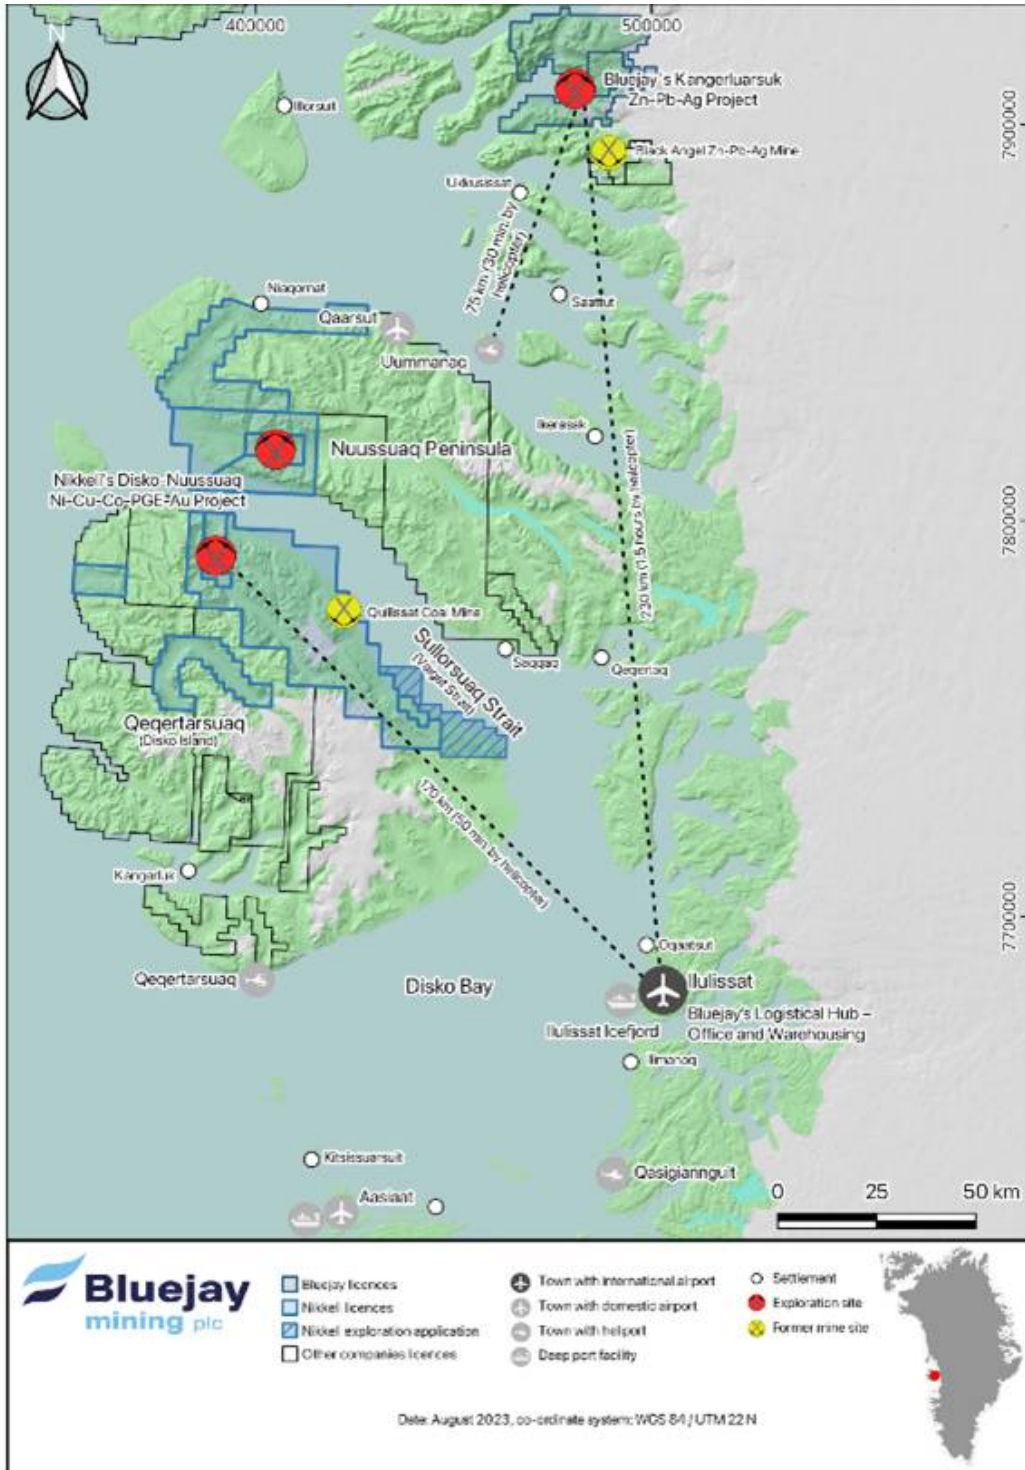 N
400000
500000
Illorsuit
Bluejay's Kangerluarsuk
Zn-Pb-Ag Project
7900000
Black Angel Zn-Pb-Ag Mine
Ukkusissat
75 km (30 min. by
helicopter)
Niaqornat
Saattut
Qaarsut
Uummanaq
Ikerasak
Nuussuaq Peninsula
Nikkeli's Disko-Nuussuaq
Ni-Cu-Co-PGE-Au Project
230 km (1.5 hours by helicopter)
7800000
Qullissat Coal Mine
Sullorsuaq Strait
(Vaigat Strait)
Saqqaq
Qeqertaq
Qeqertarsuaq
(Disko Island)
170 km (50 min. by helicopter)
Kangerluk
7700000
Oqaatsut
Qeqertarsuaq
Disko Bay
Ilulissat
Bluejay's Logistical Hub –
Office and Warehousing
Ilulissat Icefjord
Ilimanaq
Kitsissuarsuit
Qasigiannguit
Aasiaat
0 25 50 km
Bluejay
mining plc
Bluejay licences
Nikkeli licences
Nikkeli exploration application
Other companies licences
Town with international airport
Town with domestic airport
Town with heliport
Deep port facility
Settlement
Exploration site
Former mine site
Date: August 2023, co-ordinate system: WGS 84 / UTM 22 N